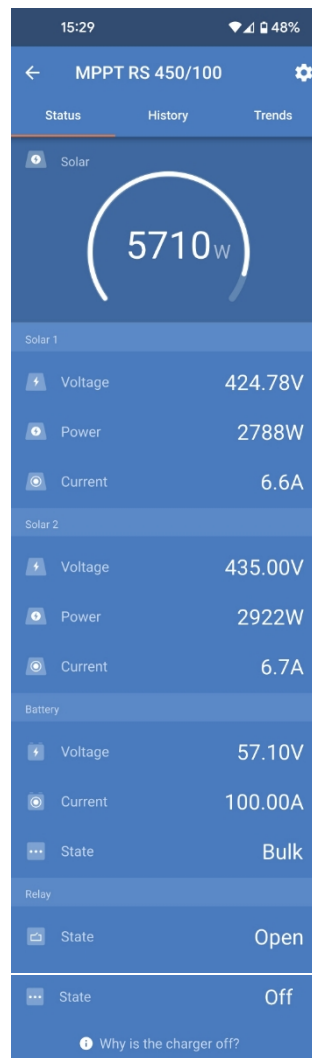 15:29 48%
MPPT RS 450/100
Status History Trends
Solar
5710W
Solar 1
Voltage 424.78V
Power 2788W
Current 6.6A
Solar 2
Voltage 435.00V
Power 2922W
Current 6.7A
Battery
Voltage 57.10V
Current 100.00A
State Bulk
Relay
State Open
State Off
Why is the charger off?